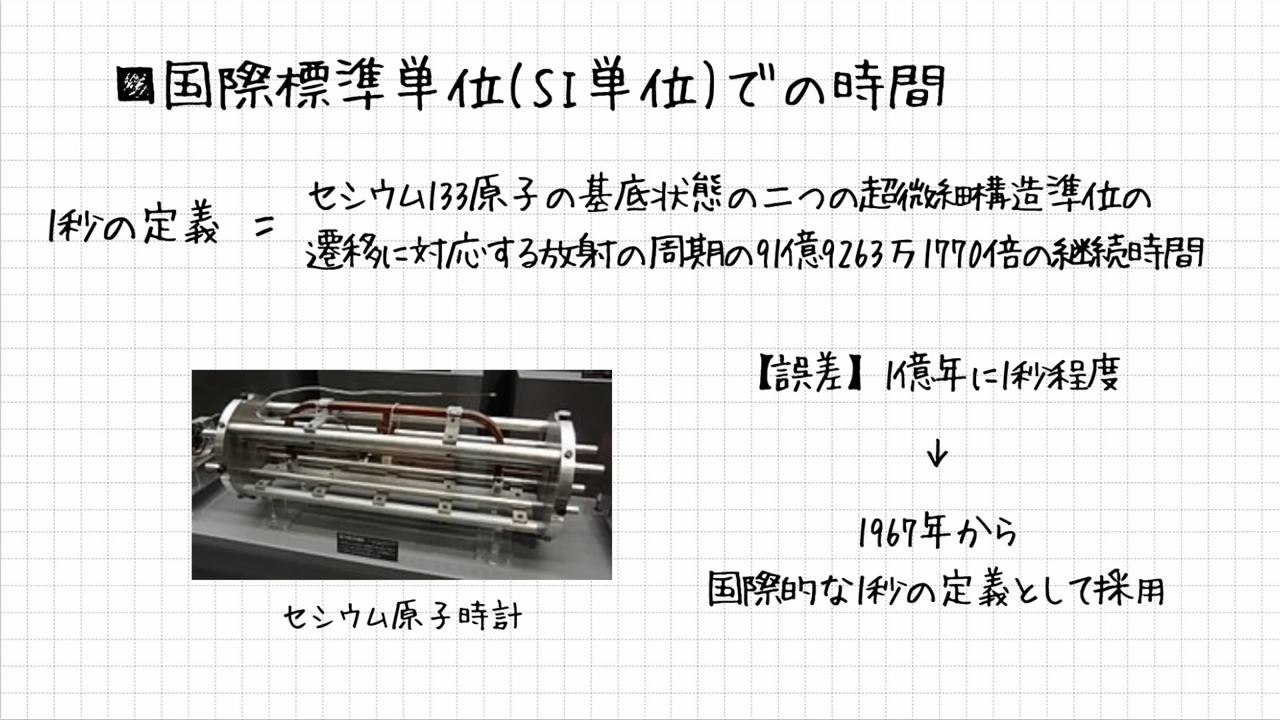 ■国際標準単位(SI単位)での時間
1秒の定義 =
セシウム133原子の基底状態の二つの超微細構造準位の
遷移に対応する放射の周期の91億9263万1770倍の継続時間
【誤差】1億年に1秒程度
↓
1967年から
国際的な1秒の定義として採用
セシウム原子時計